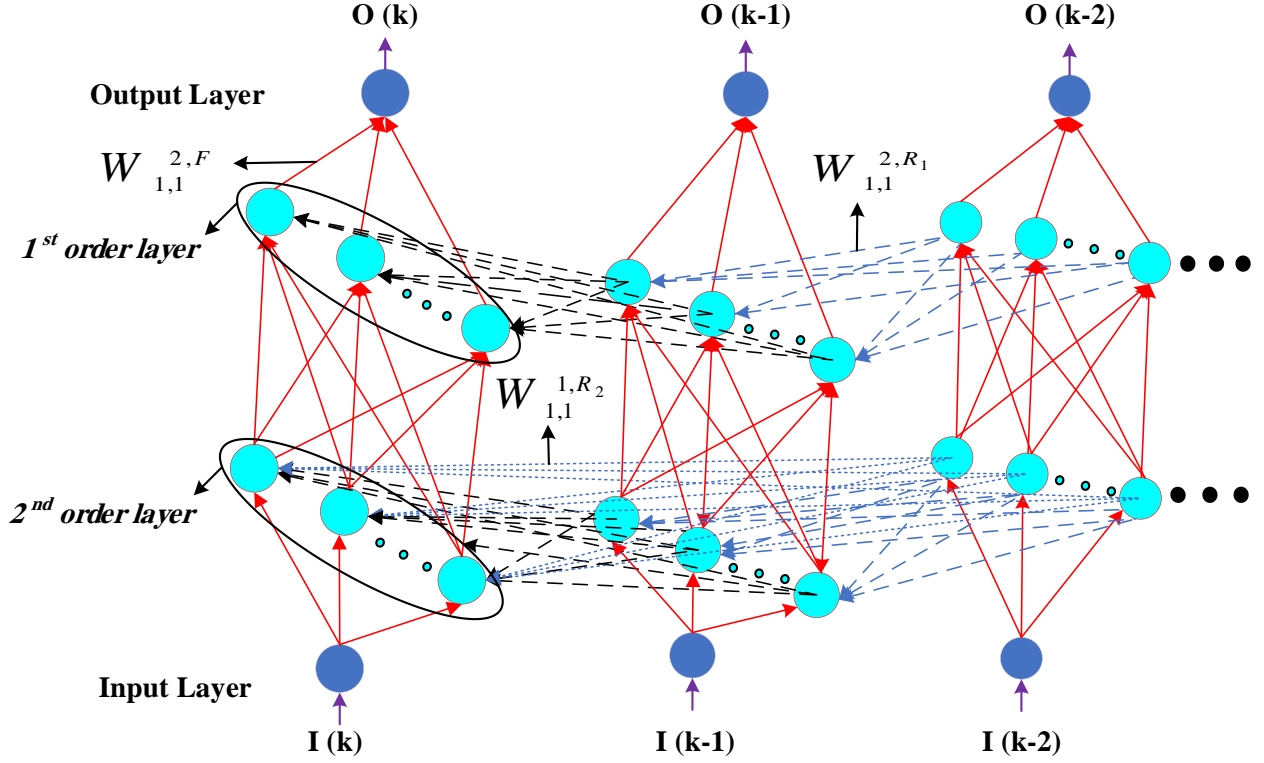 O (k) O (k-1) O (k-2)
Output Layer
W 1,1 2,F
W 1,1 2,R1
1st order layer
W 1,1 1,R2
2nd order layer
Input Layer
I (k) I (k-1) I (k-2)